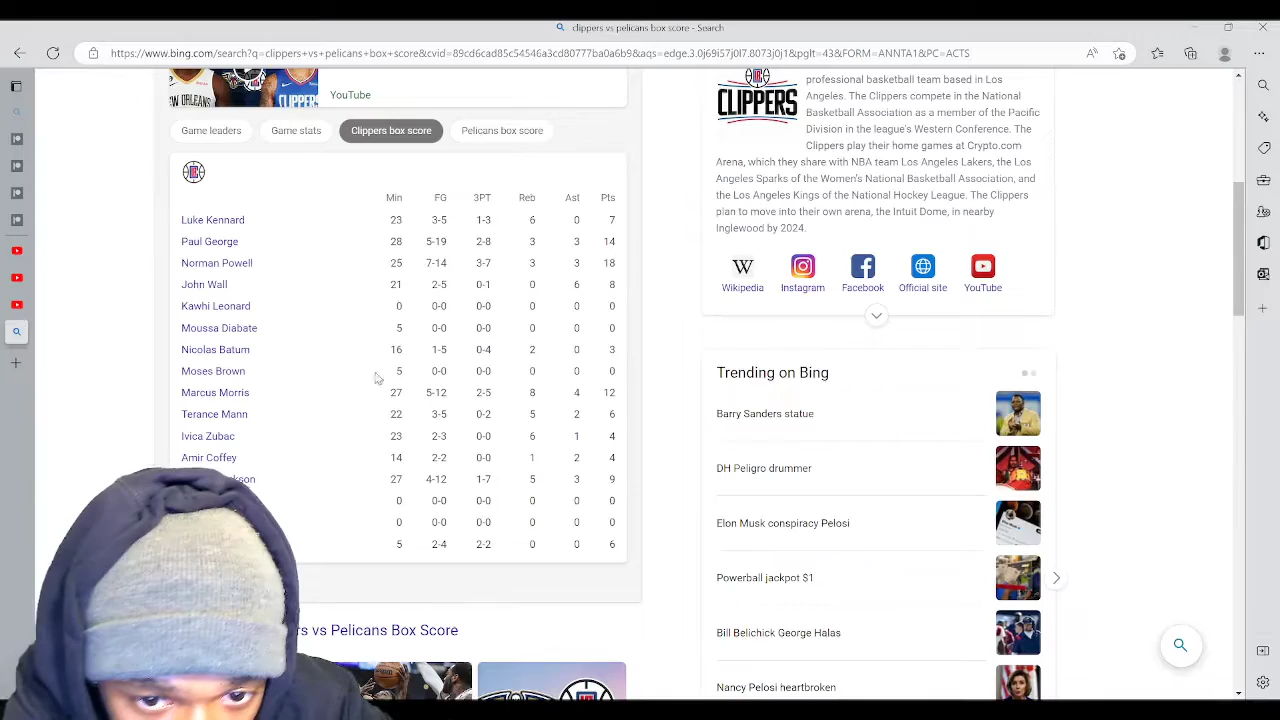 clippers vs pelicans box score - Search
https://www.bing.com/search?q=clippers+vs+pelicans+box+score&cvid=89cd6cad85c54546a3cd80777ba0a6b9&aqs=edge.3.0j69i57j0l7.8073j0j1&pglt=43&FORM=ANNTA1&PC=ACTS
NEW ORLEANS CLIPPERS
YouTube
Game leaders Game stats Clippers box score Pelicans box score
Min FG 3PT Reb Ast Pts
Luke Kennard 23 3-5 1-3 6 0 7
Paul George 28 5-19 2-8 3 3 14
Norman Powell 25 7-14 3-7 3 3 18
John Wall 21 2-5 0-1 0 6 8
Kawhi Leonard 0 0-0 0-0 0 0 0
Moussa Diabate 5 0-0 0-0 0 0 0
Nicolas Batum 16 1-5 0-4 2 0 3
Moses Brown 5 0-0 0-0 0 0 0
Marcus Morris 27 5-12 2-5 8 4 12
Terance Mann 22 3-5 0-2 5 2 6
Ivica Zubac 23 2-3 0-0 6 1 4
Amir Coffey 14 2-2 0-0 1 2 4
kson 27 4-12 1-7 5 3 9
0 0-0 0-0 0 0 0
0 0-0 0-0 0 0 0
5 2-4 2-2 0 0 6
ers vs Pelicans Box Score
CLIPPERS
professional basketball team based in Los
Angeles. The Clippers compete in the National
Basketball Association as a member of the Pacific
Division in the league's Western Conference. The
Clippers play their home games at Crypto.com
Arena, which they share with NBA team Los Angeles Lakers, the Los
Angeles Sparks of the Women's National Basketball Association, and
the Los Angeles Kings of the National Hockey League. The Clippers
plan to move into their own arena, the Intuit Dome, in nearby
Inglewood by 2024.
Wikipedia Instagram Facebook Official site YouTube
Trending on Bing
Barry Sanders statue
DH Peligro drummer
Elon Musk conspiracy Pelosi
Powerball jackpot $1
Bill Belichick George Halas
Nancy Pelosi heartbroken